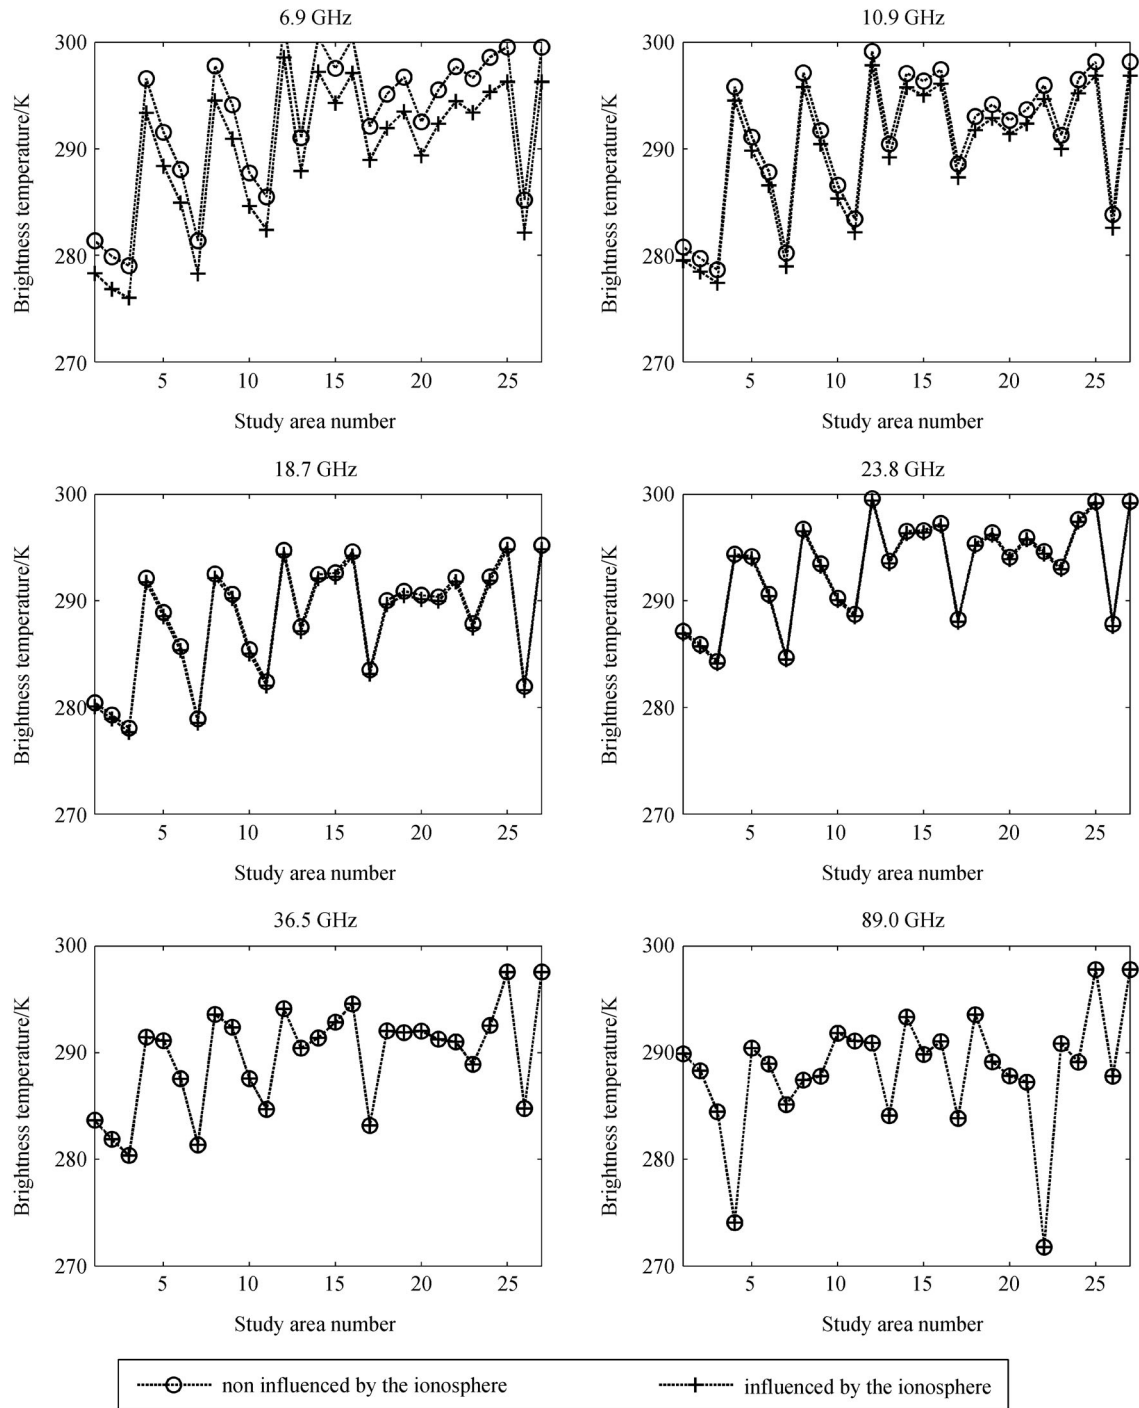 6.9 GHz
300
290
280
270
Brightness temperature/K
5 10 15 20 25
Study area number
10.9 GHz
300
290
280
270
Brightness temperature/K
5 10 15 20 25
Study area number
18.7 GHz
300
290
280
270
Brightness temperature/K
5 10 15 20 25
Study area number
23.8 GHz
300
290
280
270
Brightness temperature/K
5 10 15 20 25
Study area number
36.5 GHz
300
290
280
270
Brightness temperature/K
5 10 15 20 25
Study area number
89.0 GHz
300
290
280
270
Brightness temperature/K
5 10 15 20 25
Study area number
non influenced by the ionosphere
influenced by the ionosphere